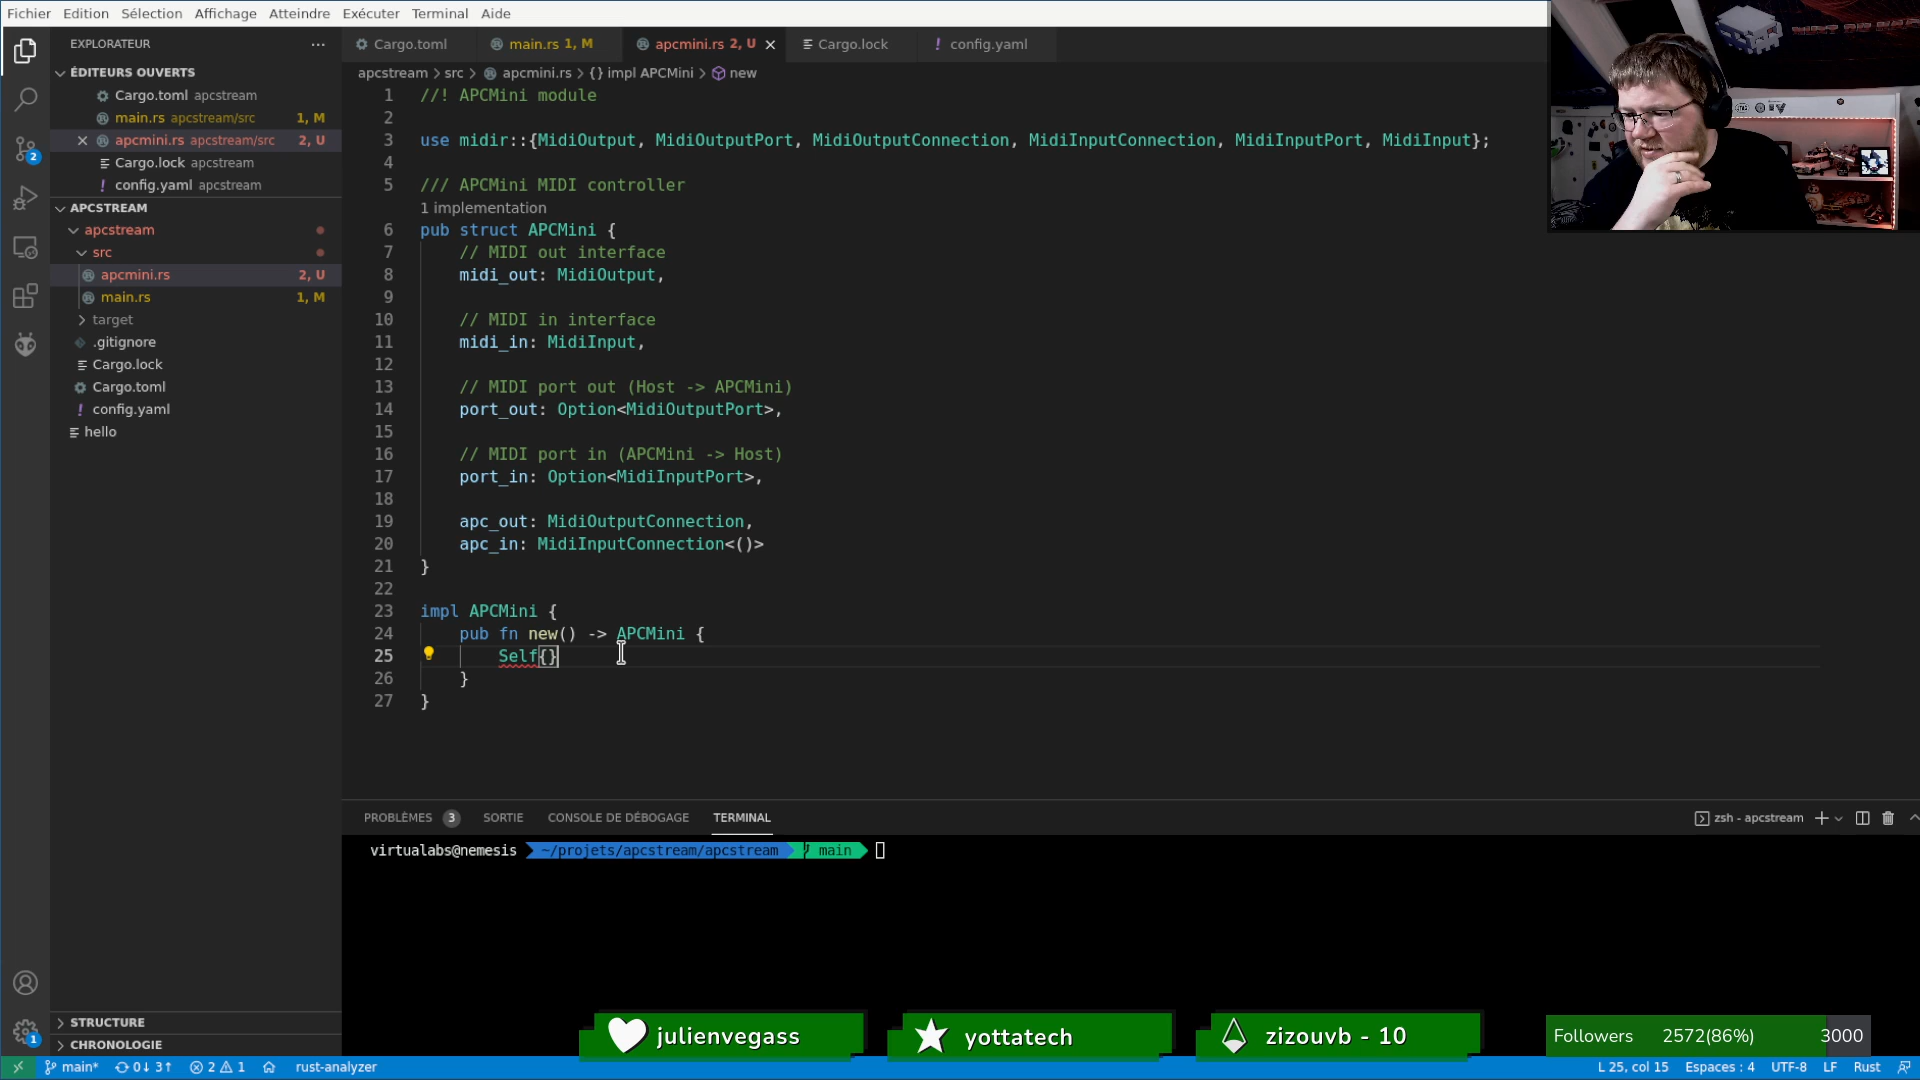 Fichier Edition Sélection Affichage Atteindre Exécuter Terminal Aide
EXPLORATEUR ···
ÉDITEURS OUVERTS
Cargo.toml apcstream
main.rs apcstream/src 1, M
apcmini.rs apcstream/src 2, U
Cargo.lock apcstream
config.yaml apcstream
APCSTREAM
apcstream
src
apcmini.rs 2, U
main.rs 1, M
target
.gitignore
Cargo.lock
Cargo.toml
config.yaml
hello
STRUCTURE
CHRONOLOGIE
Cargo.toml main.rs 1, M apcmini.rs 2, U Cargo.lock config.yaml
apcstream > src > apcmini.rs > {} impl APCMini > new
1 //! APCMini module
2
3 use midir::{MidiOutput, MidiOutputPort, MidiOutputConnection, MidiInputConnection, MidiInputPort, MidiInput};
4
5 /// APCMini MIDI controller
1 implementation
6 pub struct APCMini {
7 // MIDI out interface
8 midi_out: MidiOutput,
9
10 // MIDI in interface
11 midi_in: MidiInput,
12
13 // MIDI port out (Host -> APCMini)
14 port_out: Option<MidiOutputPort>,
15
16 // MIDI port in (APCMini -> Host)
17 port_in: Option<MidiInputPort>,
18
19 apc_out: MidiOutputConnection,
20 apc_in: MidiInputConnection<()>
21 }
22
23 impl APCMini {
24 pub fn new() -> APCMini {
25 Self{}
26 }
27 }
PROBLÈMES 3 SORTIE CONSOLE DE DÉBOGAGE TERMINAL
zsh - apcstream
virtualabs@nemesis ~/projets/apcstream/apcstream main
julienvegass
yottatech
zizouvb - 10
Followers 2572(86%) 3000
2
1
main* 0↓ 3↑ 2 1 rust-analyzer
L 25, col 15 Espaces : 4 UTF-8 LF Rust